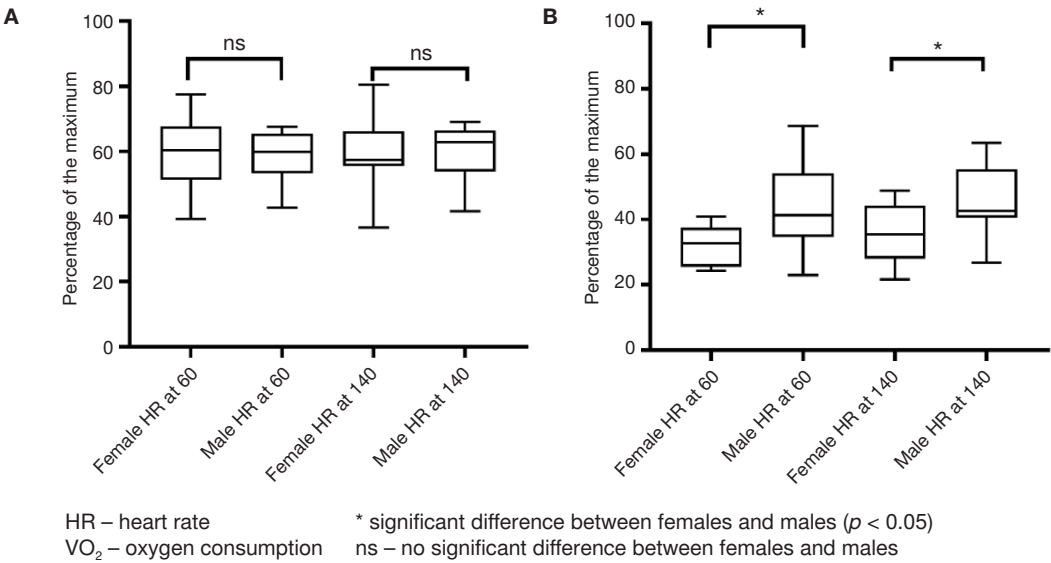 A
Percentage of the maximum
100
80
60
40
20
0
ns
ns
Female HR at 60
Male HR at 60
Female HR at 140
Male HR at 140
B
Percentage of the maximum
100
80
60
40
20
0
*
*
Female HR at 60
Male HR at 60
Female HR at 140
Male HR at 140
HR – heart rate
VO₂ – oxygen consumption
* significant difference between females and males (p < 0.05)
ns – no significant difference between females and males